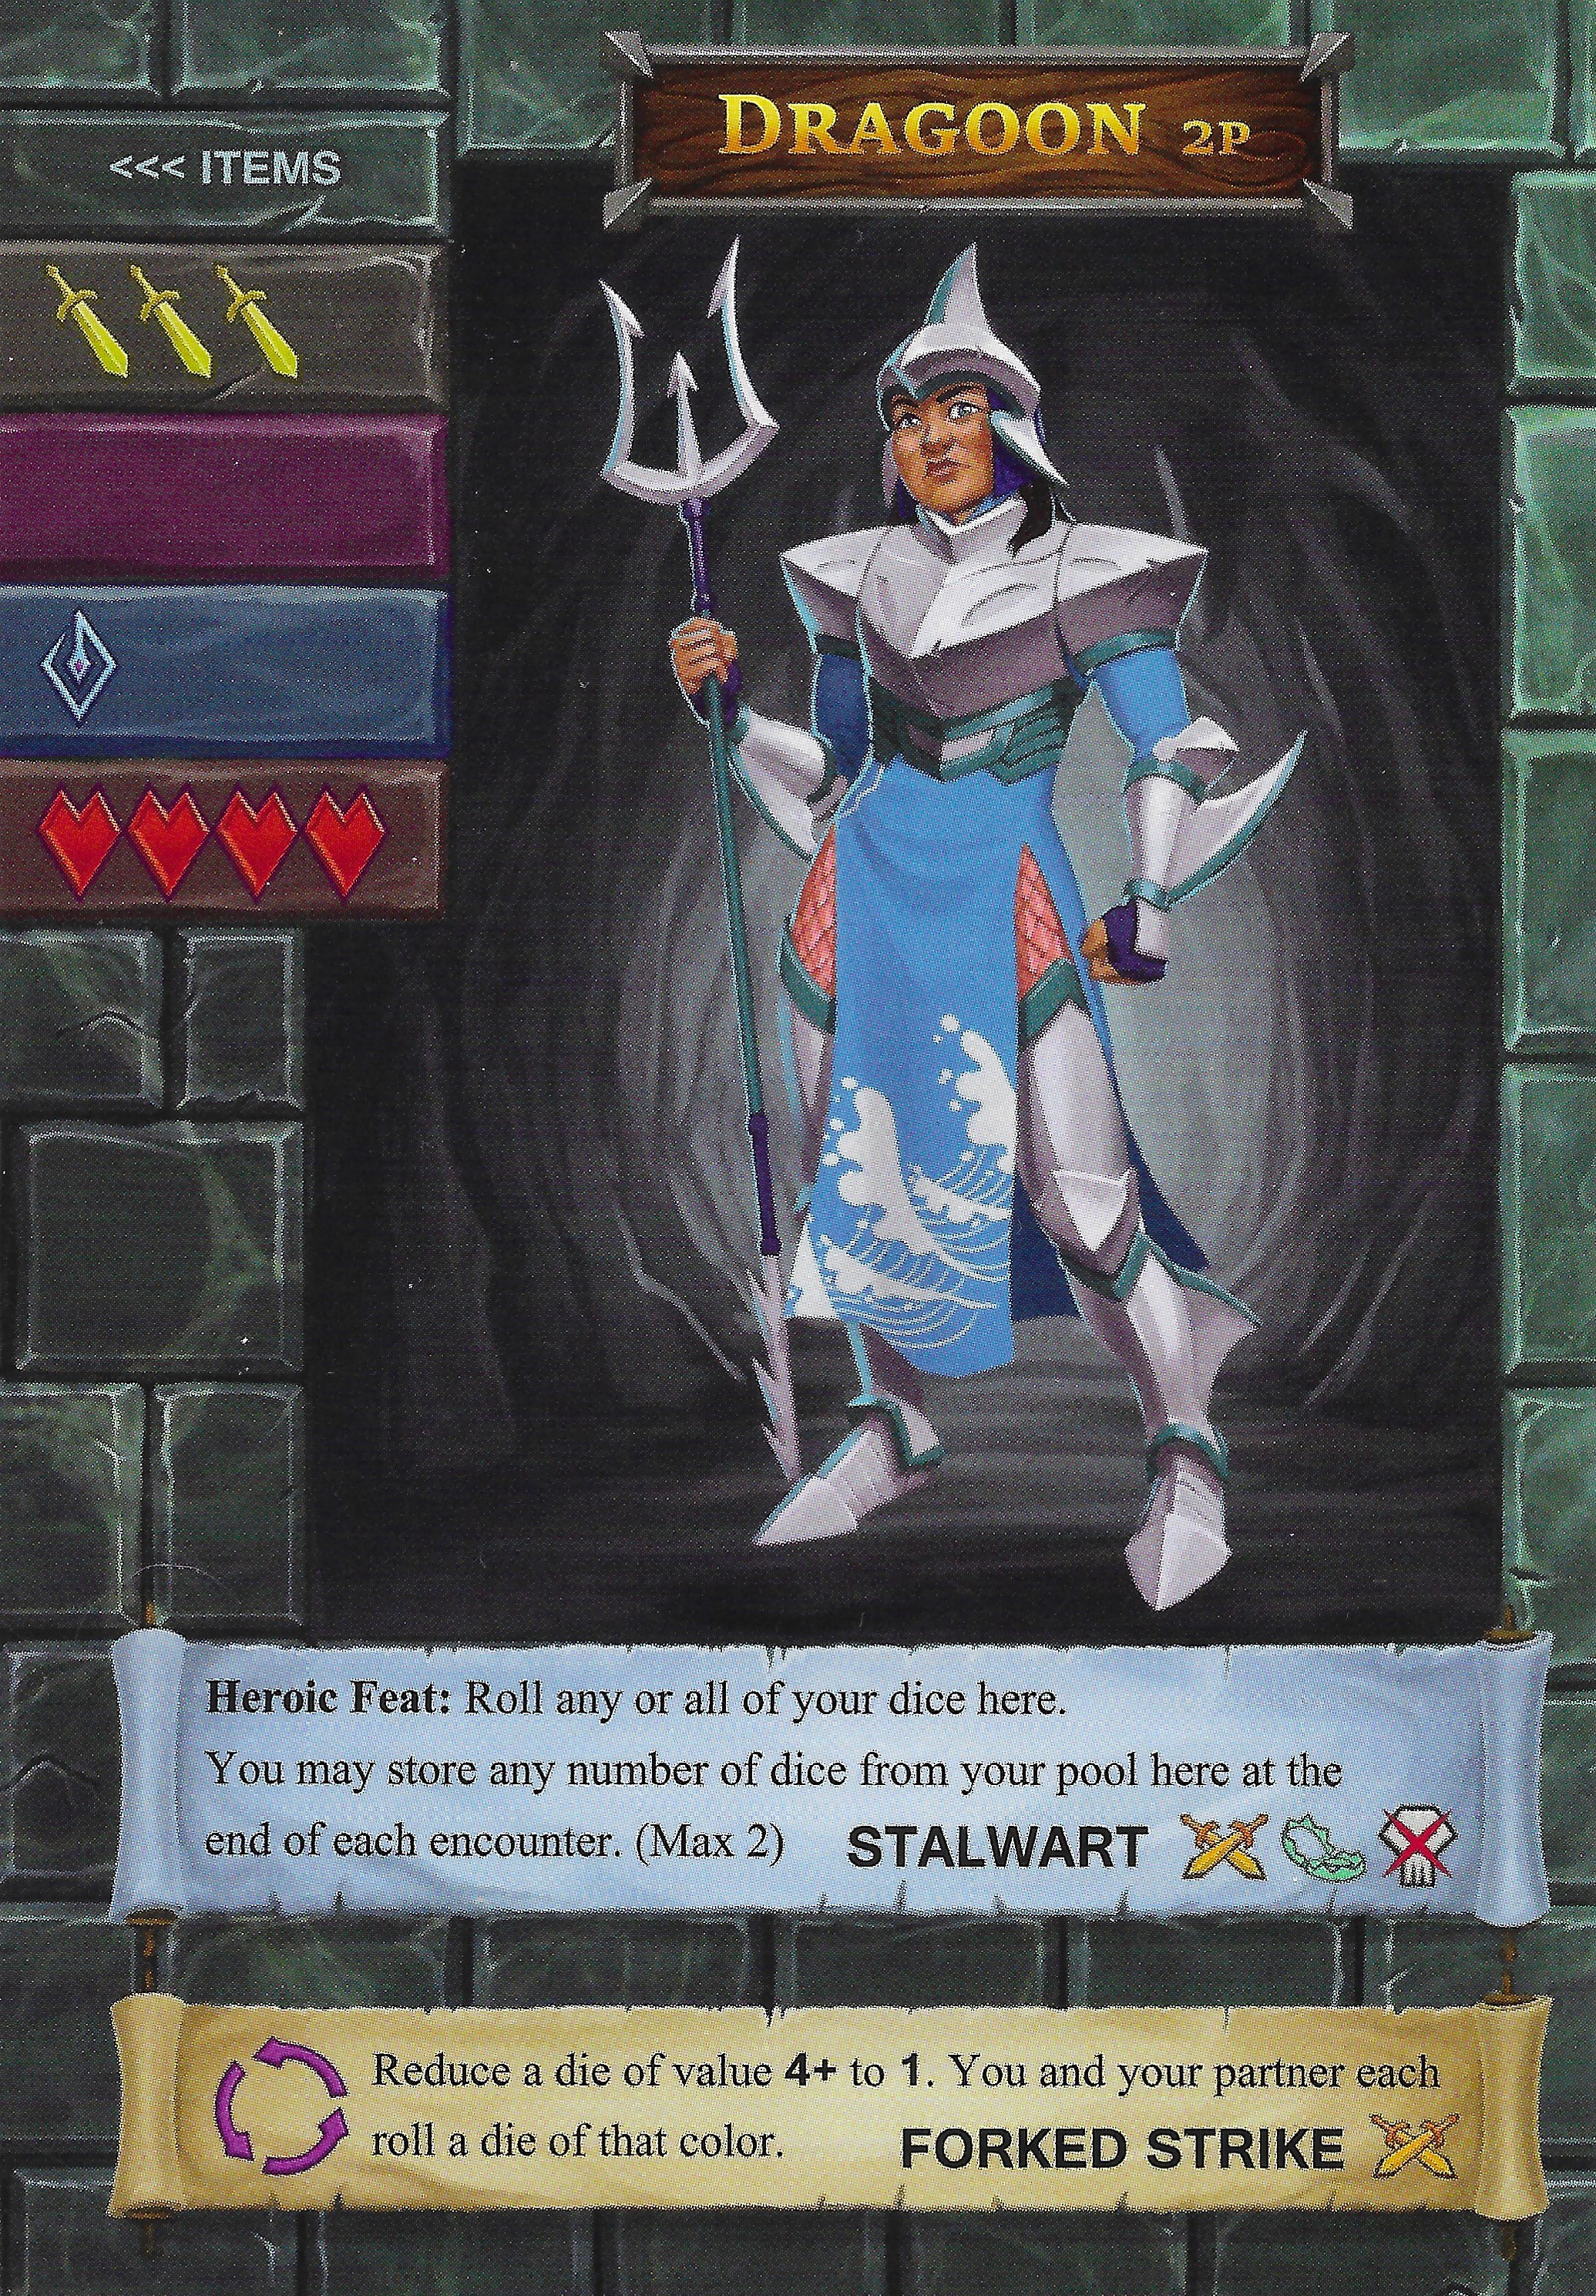 DRAGOON 2P
<<< ITEMS
Heroic Feat: Roll any or all of your dice here.
You may store any number of dice from your pool here at the
end of each encounter. (Max 2) STALWART
Reduce a die of value 4+ to 1. You and your partner each
roll a die of that color. FORKED STRIKE